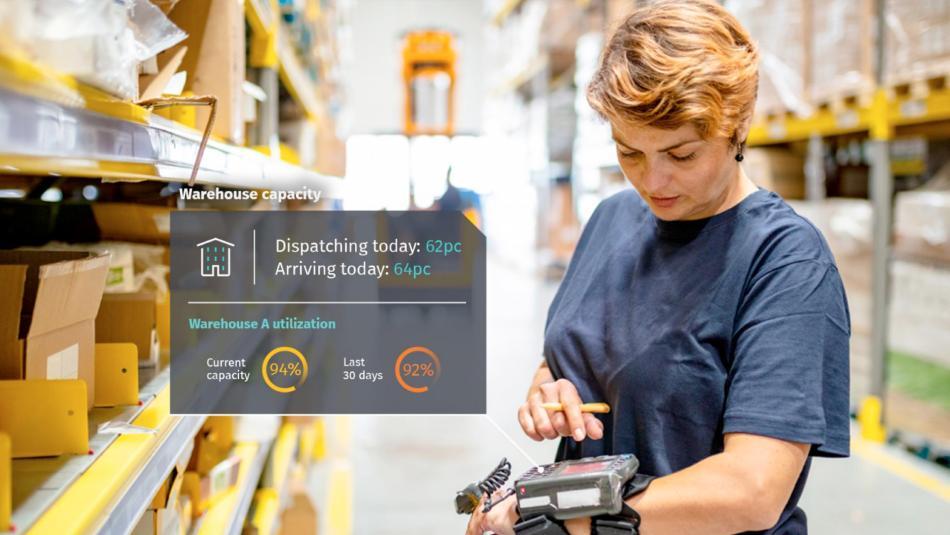 Warehouse capacity
Dispatching today: 62pc
Arriving today: 64pc
Warehouse A utilization
Current
capacity
94%
Last
30 days
92%